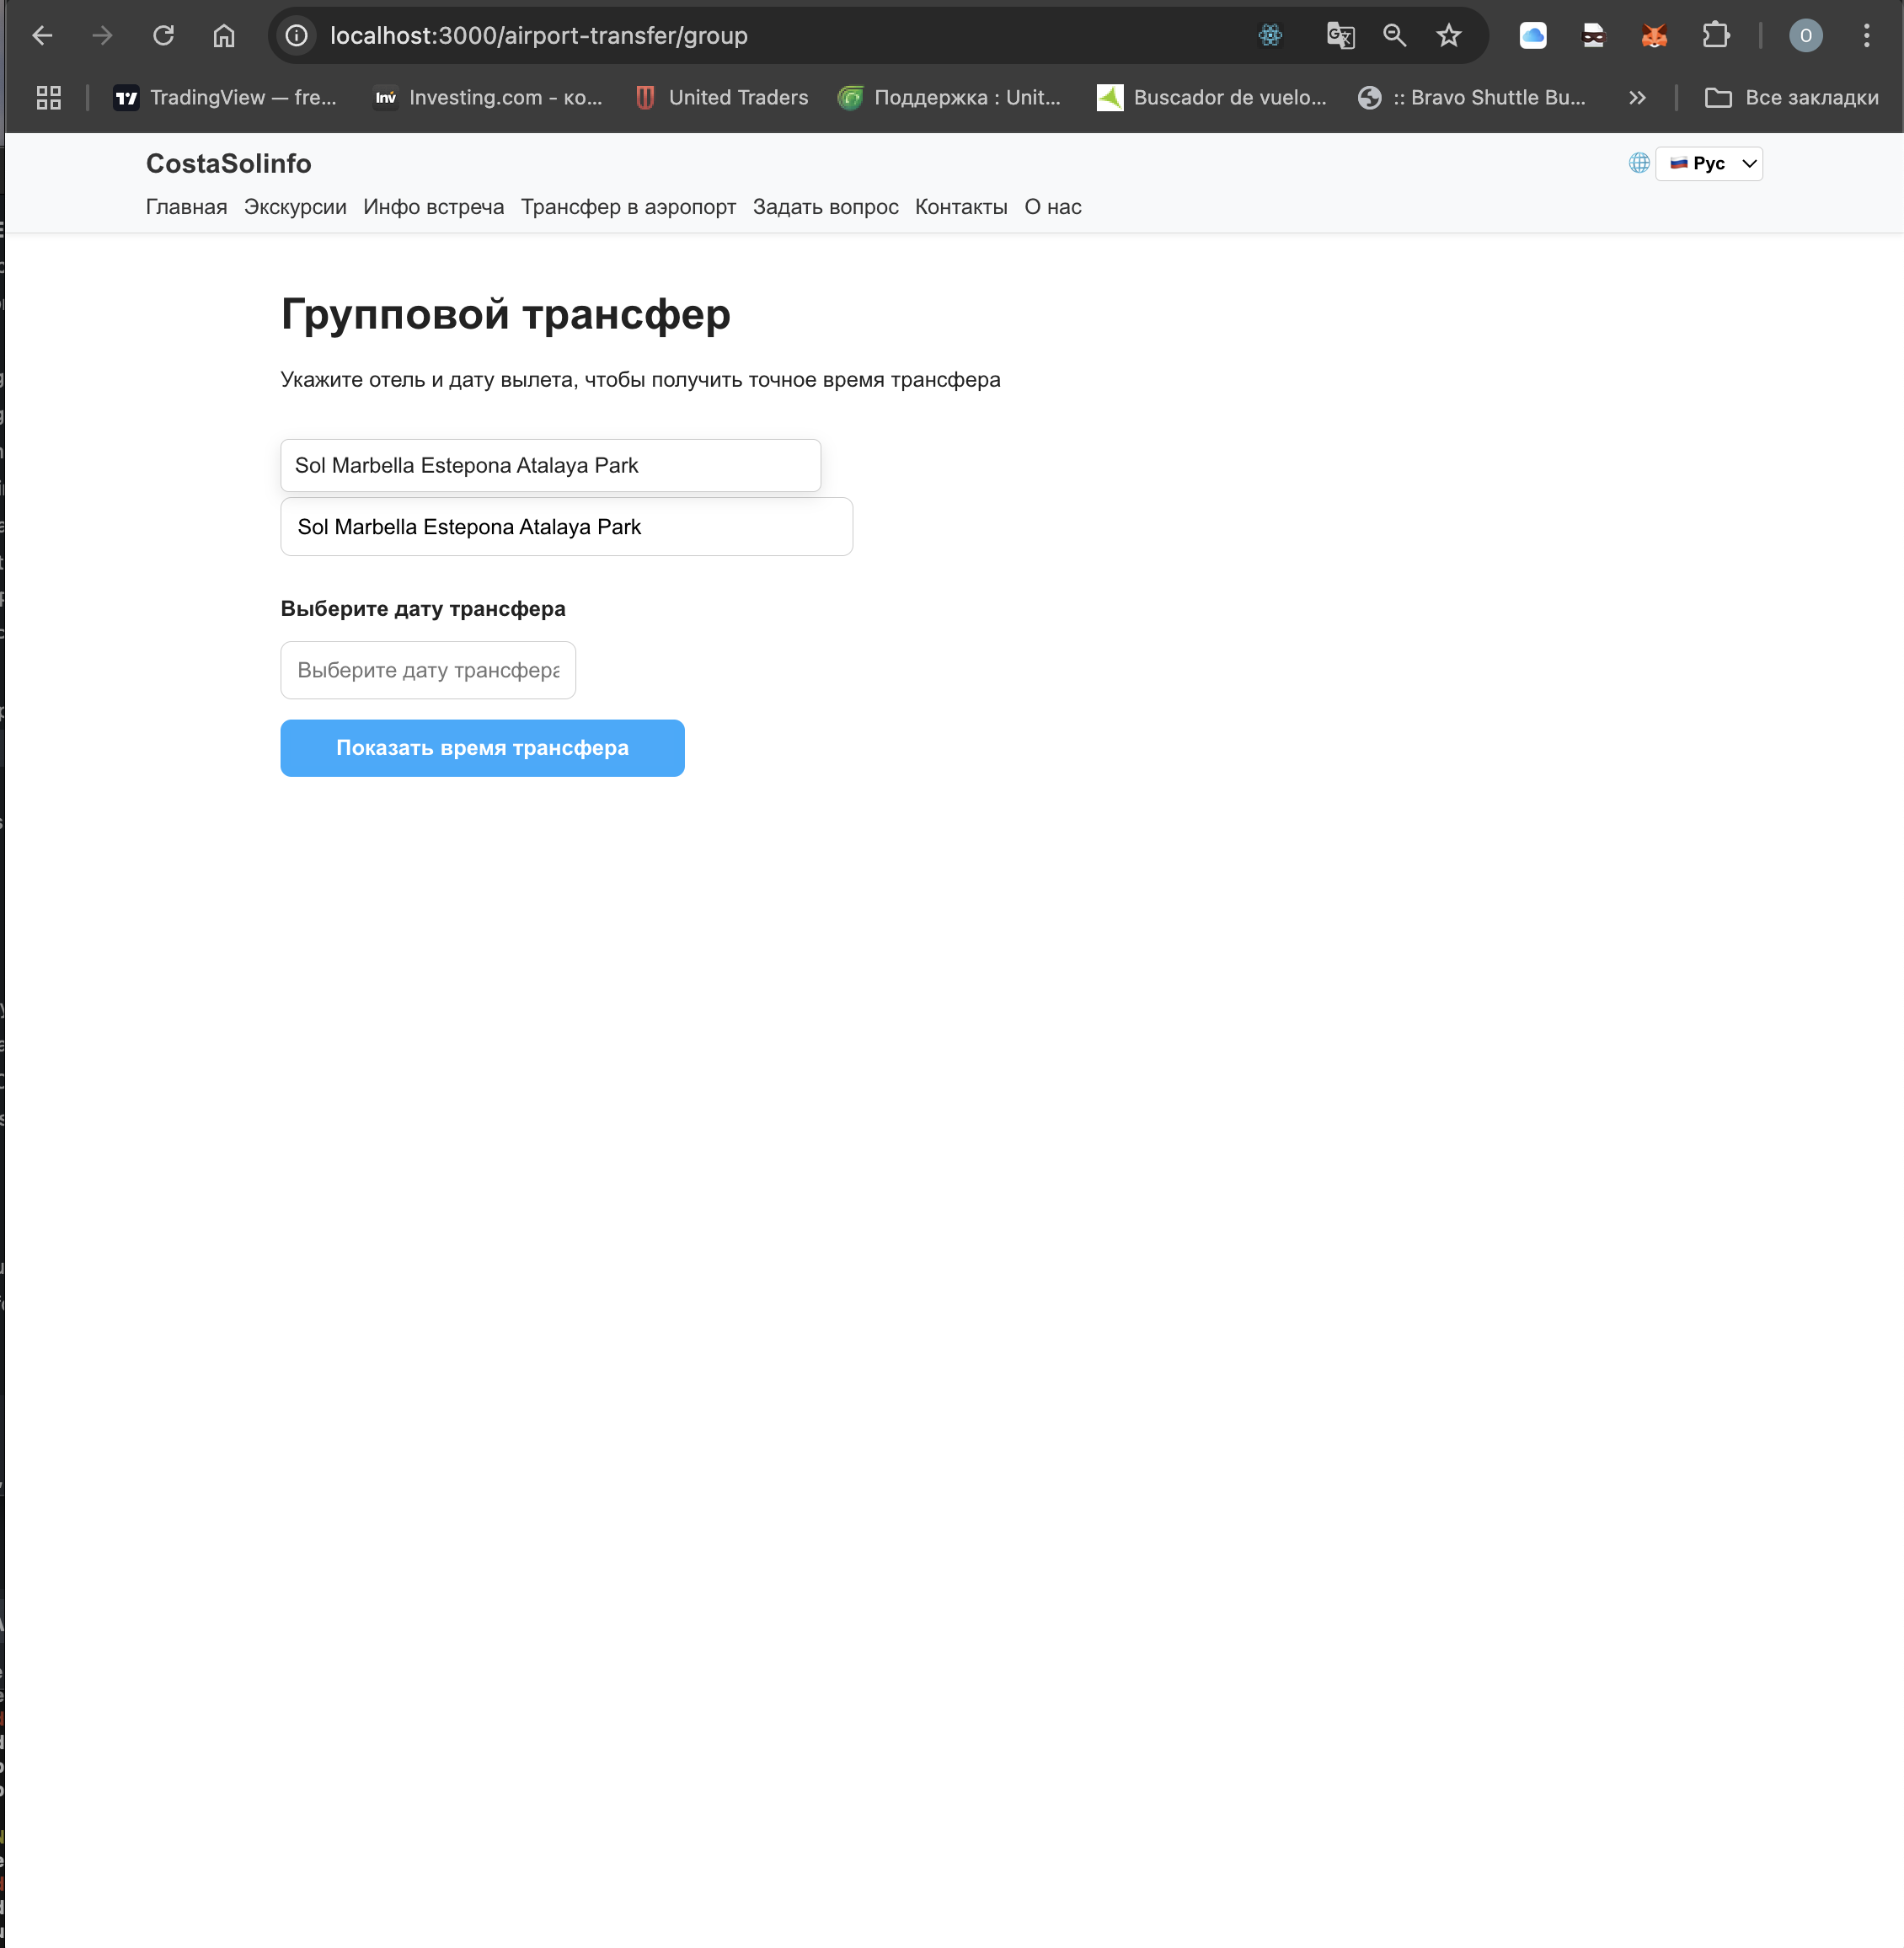 localhost:3000/airport-transfer/group
TradingView — fre...
Inv Investing.com - ко...
United Traders
Поддержка : Unit...
Buscador de vuelo...
:: Bravo Shuttle Bu...
Все закладки
CostaSolinfo
Рус
Главная Экскурсии Инфо встреча Трансфер в аэропорт Задать вопрос Контакты О нас
Групповой трансфер
Укажите отель и дату вылета, чтобы получить точное время трансфера
Sol Marbella Estepona Atalaya Park
Sol Marbella Estepona Atalaya Park
Выберите дату трансфера
Выберите дату трансфера
Показать время трансфера